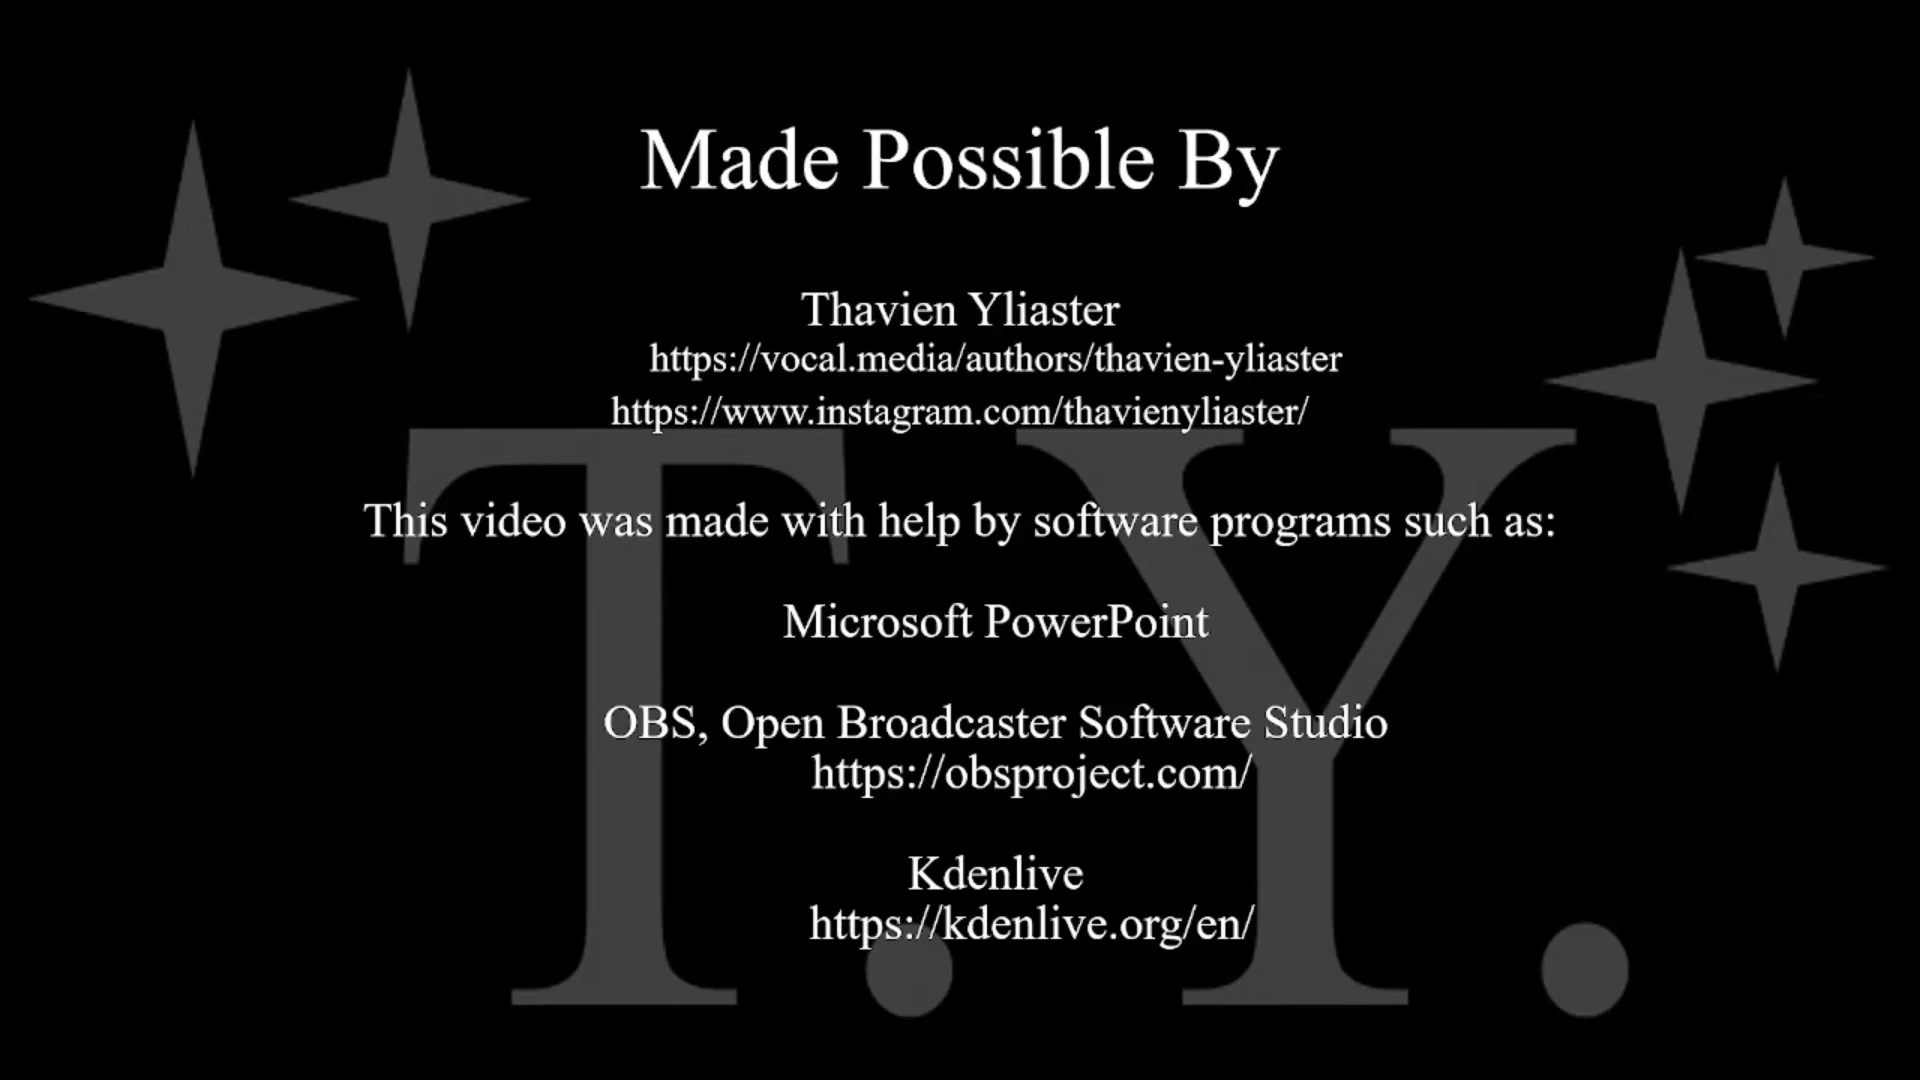 Made Possible By
Thavien Yliaster
https://vocal.media/authors/thavien-yliaster
https://www.instagram.com/thavienyliaster/
This video was made with help by software programs such as:
Microsoft PowerPoint
OBS, Open Broadcaster Software Studio
https://obsproject.com/
Kdenlive
https://kdenlive.org/en/
T.Y.